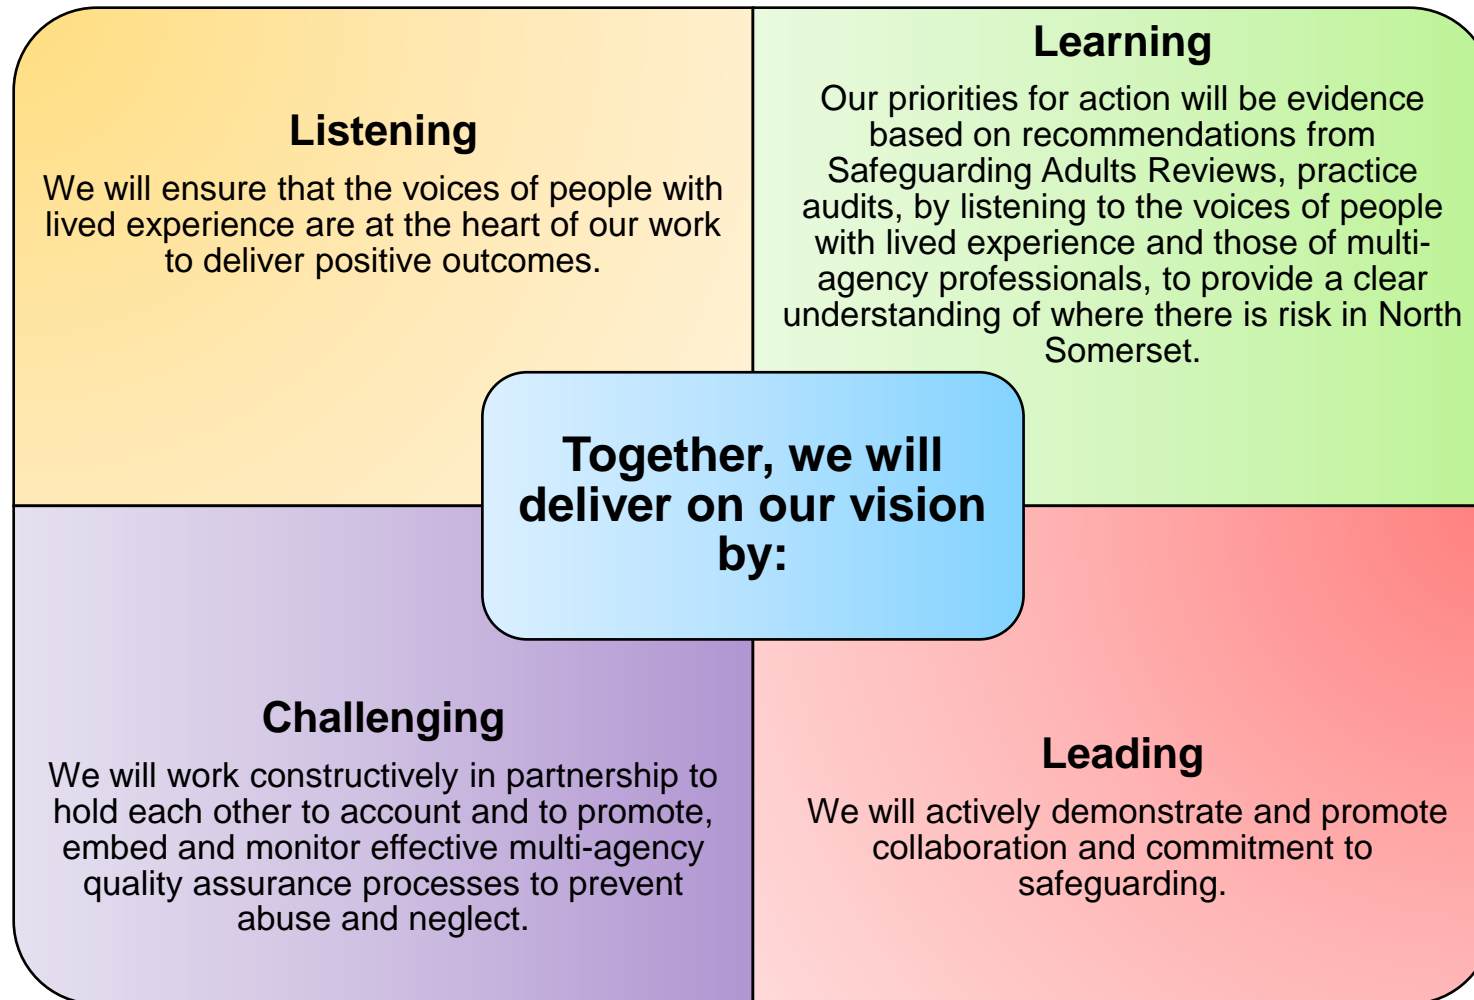 Listening
We will ensure that the voices of people with
lived experience are at the heart of our work
to deliver positive outcomes.
Learning
Our priorities for action will be evidence
based on recommendations from
Safeguarding Adults Reviews, practice
audits, by listening to the voices of people
with lived experience and those of multi-
agency professionals, to provide a clear
understanding of where there is risk in North
Somerset.
Together, we will
deliver on our vision
by:
Challenging
We will work constructively in partnership to
hold each other to account and to promote,
embed and monitor effective multi-agency
quality assurance processes to prevent
abuse and neglect.
Leading
We will actively demonstrate and promote
collaboration and commitment to
safeguarding.